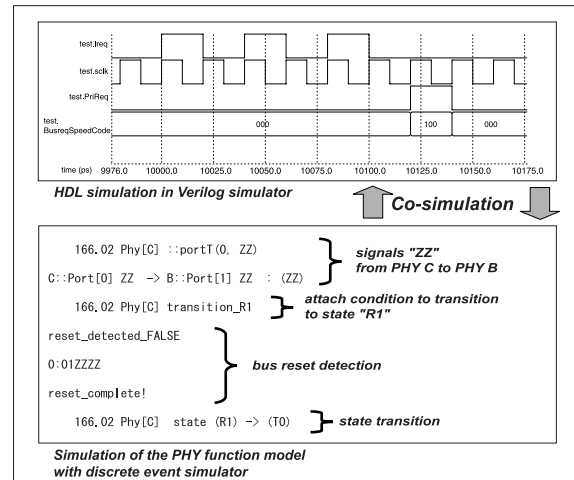 test.lreq
test.sclk
test.PriReq
test.
BusreqSpeedCode
000 100 000
time (ps) 9976.0 10000.0 10025.0 10050.0 10075.0 10100.0 10125.0 10150.0 10175.0
HDL simulation in Verilog simulator
Co-simulation
166.02 Phy[C] ::portT(0, ZZ)
signals "ZZ"
from PHY C to PHY B
C::Port[0] ZZ -> B::Port[1] ZZ : (ZZ)
166.02 Phy[C] transition_R1
attach condition to transition
to state "R1"
reset_detected_FALSE
0:01ZZZZ
bus reset detection
reset_complete!
166.02 Phy[C] state (R1) -> (T0)
state transition
Simulation of the PHY function model
with discrete event simulator